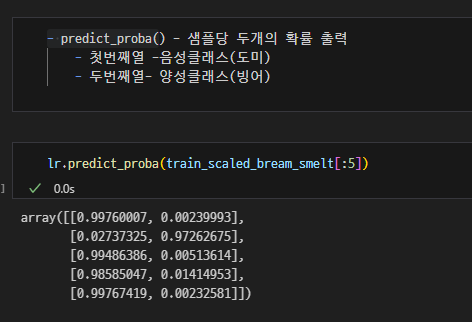 - predict_proba() - 샘플당 두개의 확률 출력
- 첫번째열 -음성클래스(도미)
- 두번째열- 양성클래스(빙어)
lr.predict_proba(train_scaled_bream_smelt[:5])
]
✓ 0.0s
array([[0.99760007, 0.00239993],
[0.02737325, 0.97262675],
[0.99486386, 0.00513614],
[0.98585047, 0.01414953],
[0.99767419, 0.00232581]])